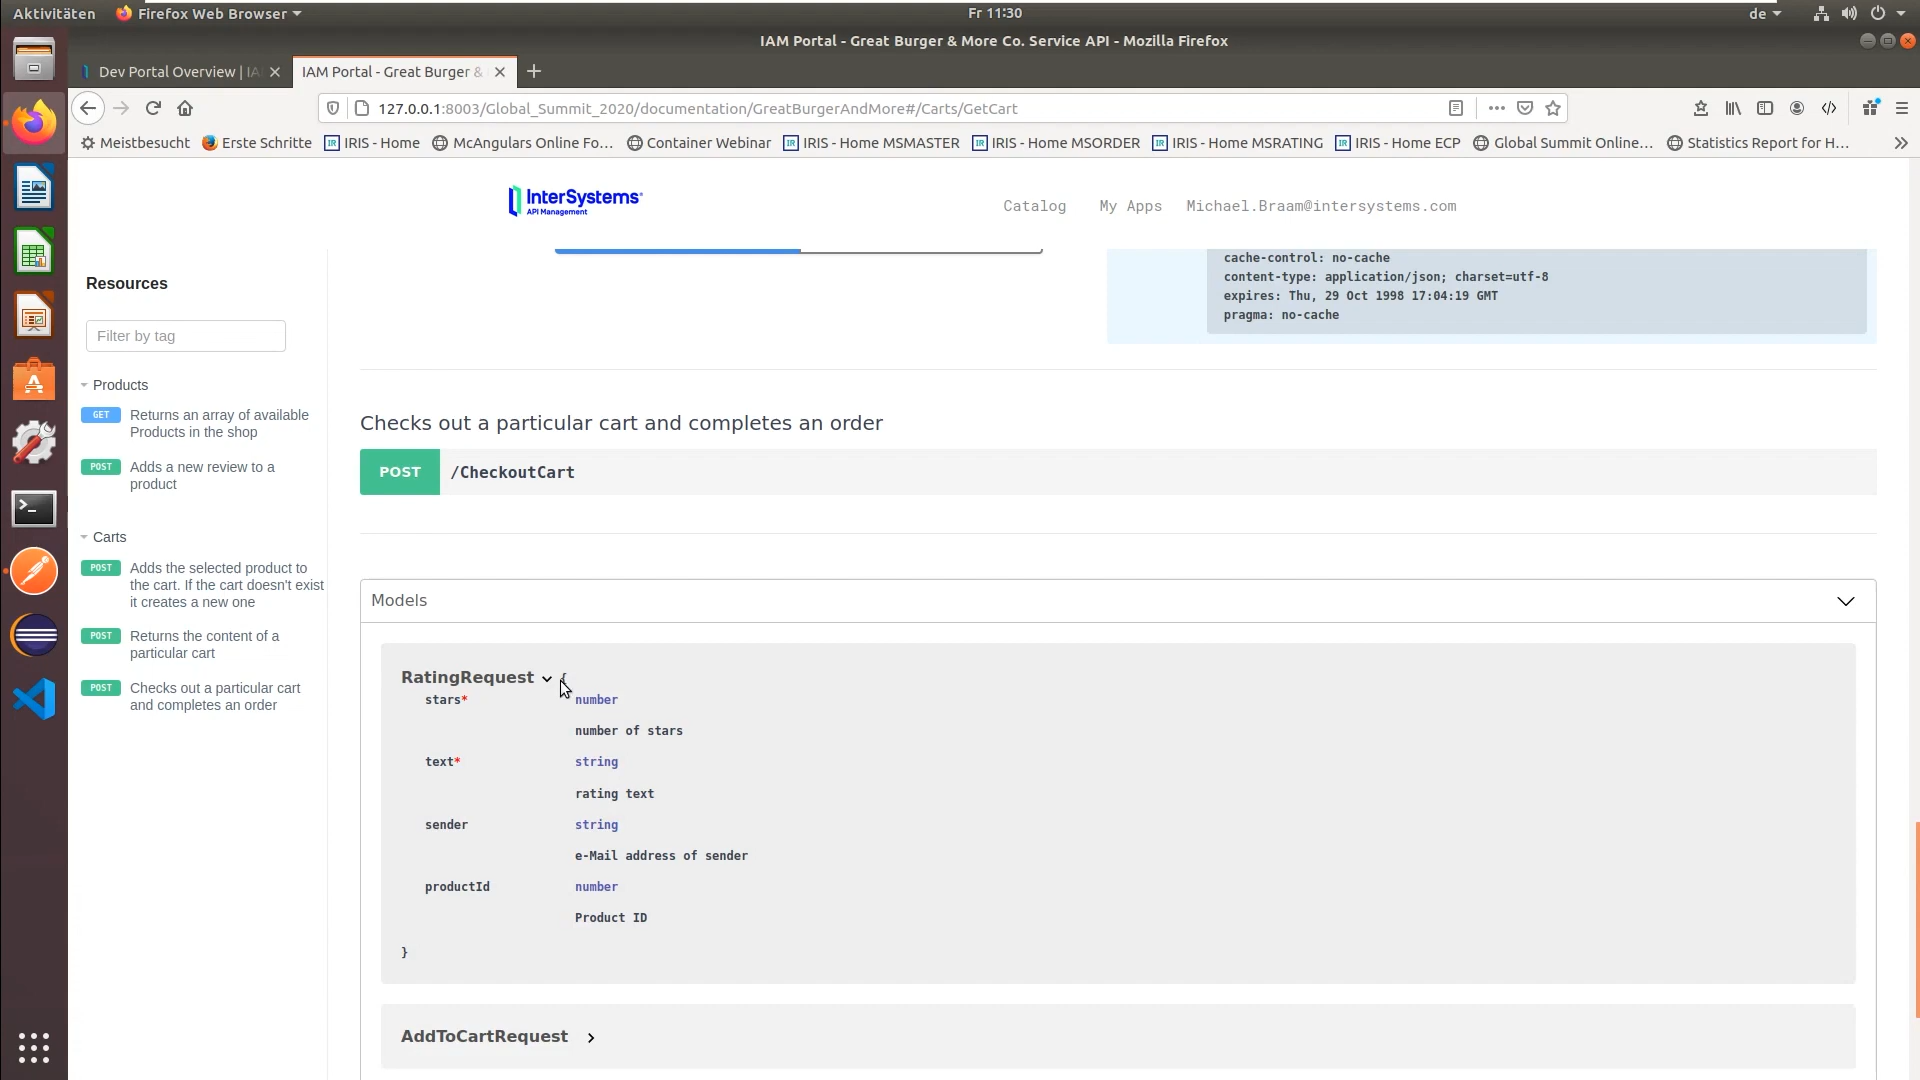 Aktivitäten
Firefox Web Browser
Fr 11:30
de
IAM Portal - Great Burger & More Co. Service API - Mozilla Firefox
Dev Portal Overview | IA
IAM Portal - Great Burger &
127.0.0.1:8003/Global_Summit_2020/documentation/GreatBurgerAndMore#/Carts/GetCart
Meistbesucht
Erste Schritte
IRIS - Home
McAngulars Online Fo…
Container Webinar
IRIS - Home MSMASTER
IRIS - Home MSORDER
IRIS - Home MSRATING
IRIS - Home ECP
Global Summit Online…
Statistics Report for H…
InterSystems
API Management
Catalog
My Apps
Michael.Braam@intersystems.com
Resources
Filter by tag
Products
GET Returns an array of available
Products in the shop
POST Adds a new review to a
product
Carts
POST Adds the selected product to
the cart. If the cart doesn't exist
it creates a new one
POST Returns the content of a
particular cart
POST Checks out a particular cart
and completes an order
cache-control: no-cache
content-type: application/json; charset=utf-8
expires: Thu, 29 Oct 1998 17:04:19 GMT
pragma: no-cache
Checks out a particular cart and completes an order
POST /CheckoutCart
Models
RatingRequest {
stars* number
number of stars
text* string
rating text
sender string
e-Mail address of sender
productId number
Product ID
}
AddToCartRequest